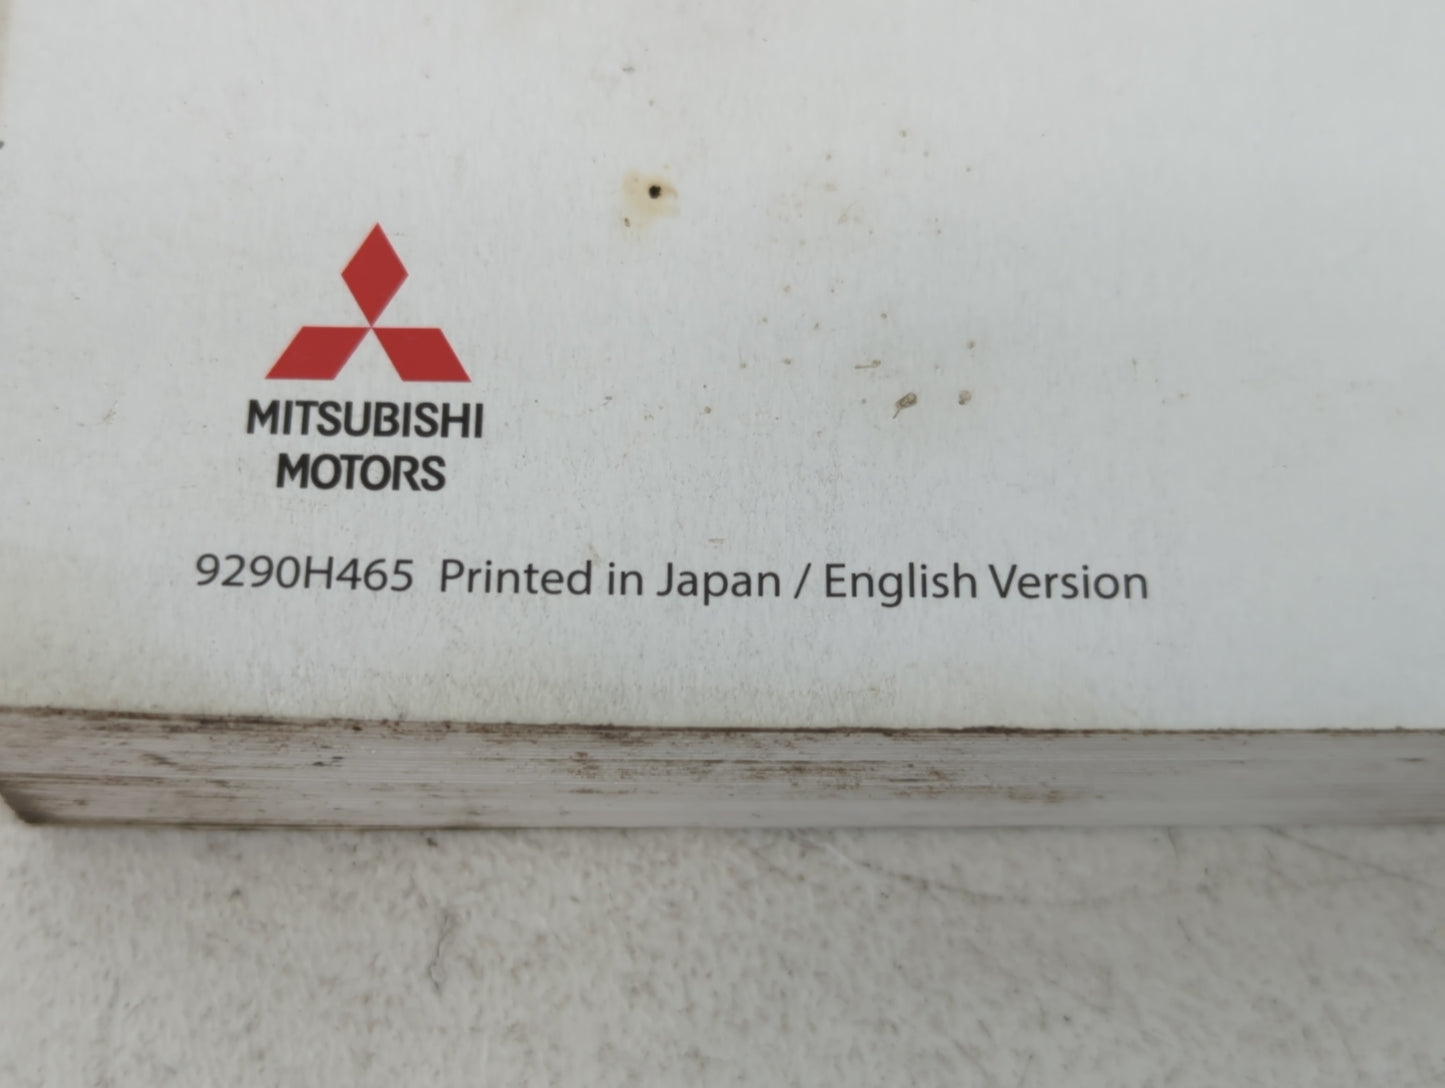 MITSUBISHI
MOTORS
9290H465 Printed in Japan / English Version